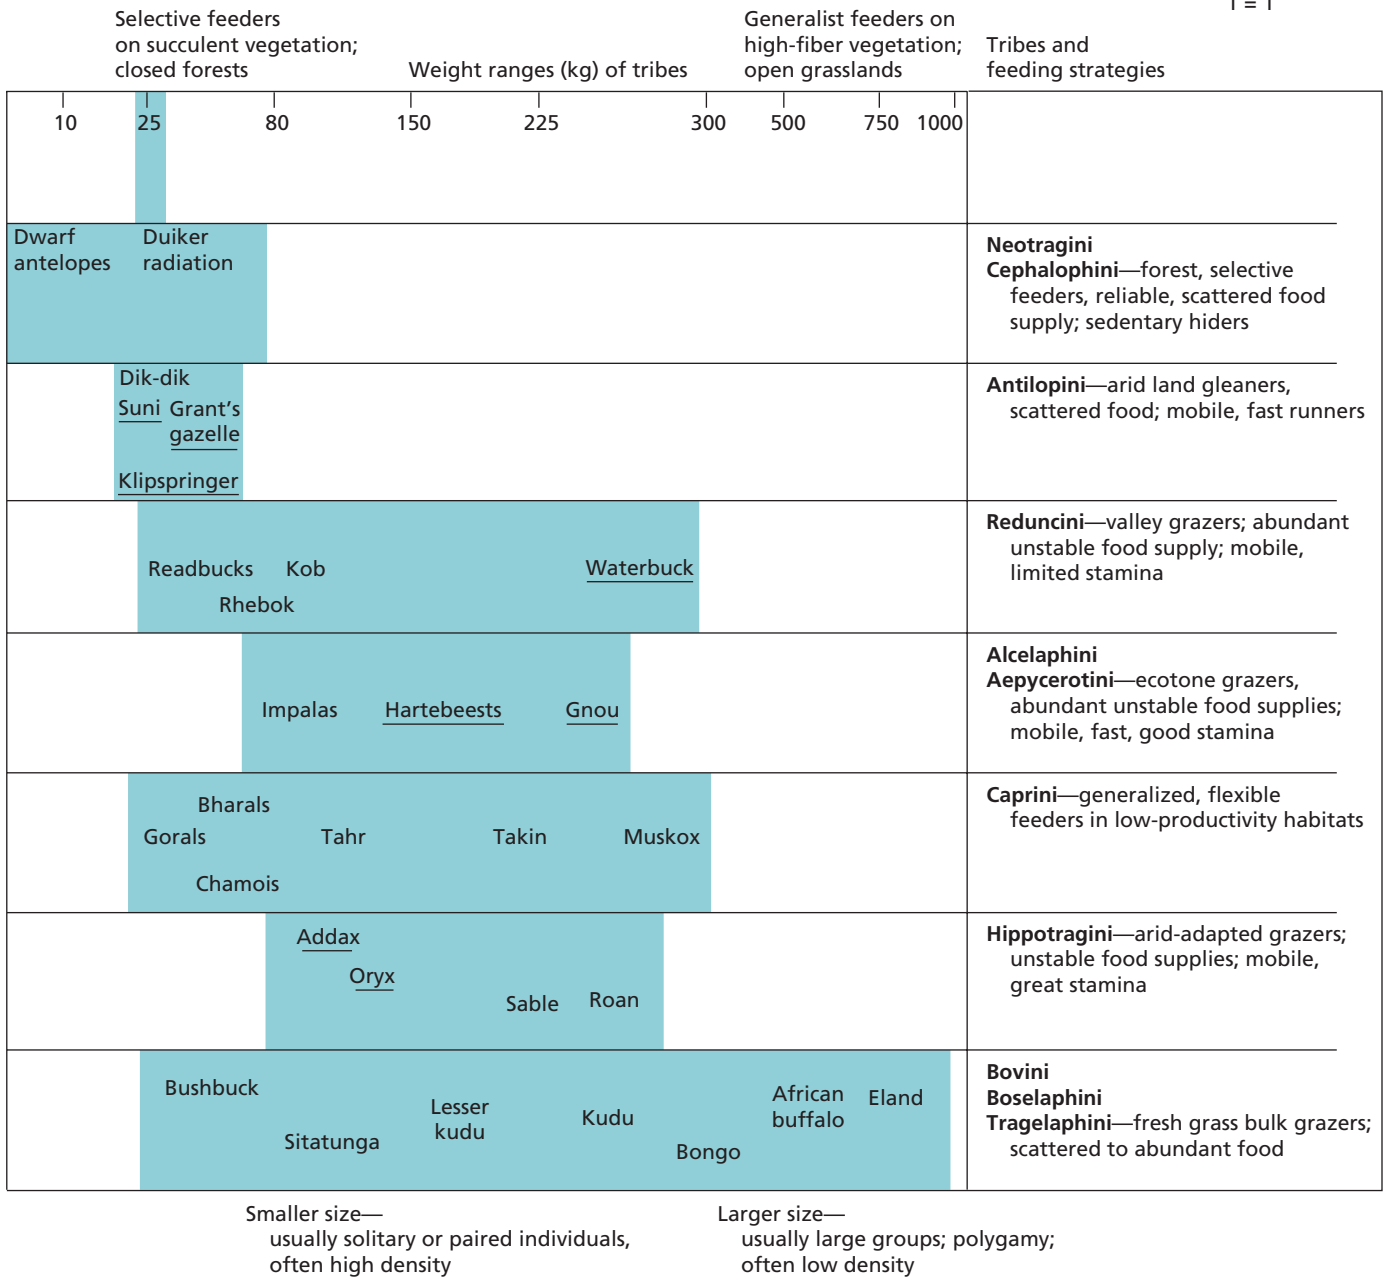 1 = 1
Selective feeders
on succulent vegetation;
closed forests
Weight ranges (kg) of tribes
Generalist feeders on
high-fiber vegetation;
open grasslands
Tribes and
feeding strategies
10 25 80 150 225 300 500 750 1000
Dwarf
antelopes
Duiker
radiation
Neotragini
Cephalophini—forest, selective
feeders, reliable, scattered food
supply; sedentary hiders
Dik-dik
Suni
Grant's
gazelle
Klipspringer
Antilopini—arid land gleaners,
scattered food; mobile, fast runners
Readbucks
Kob
Waterbuck
Rhebok
Reduncini—valley grazers; abundant
unstable food supply; mobile,
limited stamina
Impalas
Hartebeests
Gnou
Alcelaphini
Aepycerotini—ecotone grazers,
abundant unstable food supplies;
mobile, fast, good stamina
Bharals
Gorals
Tahr
Takin
Muskox
Chamois
Caprini—generalized, flexible
feeders in low-productivity habitats
Addax
Oryx
Sable
Roan
Hippotragini—arid-adapted grazers;
unstable food supplies; mobile,
great stamina
Bushbuck
Sitatunga
Lesser
kudu
Kudu
Bongo
African
buffalo
Eland
Bovini
Boselaphini
Tragelaphini—fresh grass bulk grazers;
scattered to abundant food
Smaller size—
usually solitary or paired individuals,
often high density
Larger size—
usually large groups; polygamy;
often low density